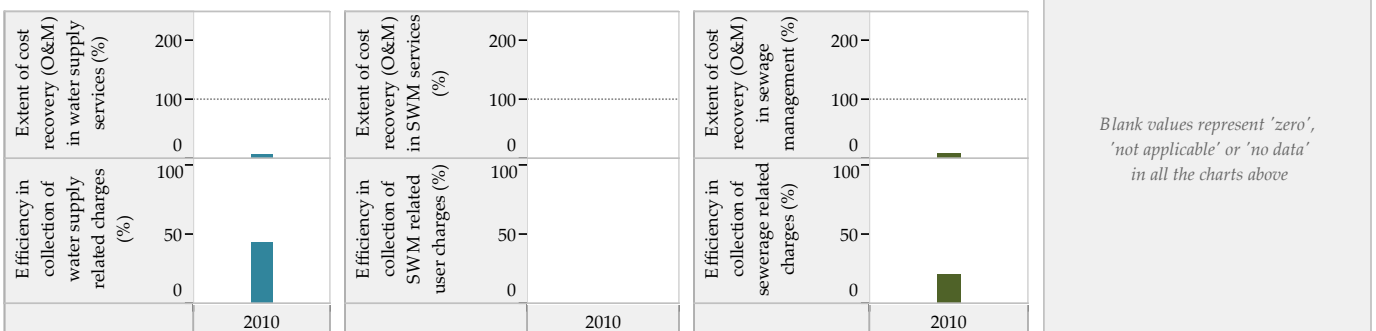 Extent of cost
recovery (O&M)
in water supply
services (%)
200
100
0
Efficiency in
collection of
water supply
related charges
(%)
100
50
0
2010
Extent of cost
recovery (O&M)
in SWM services
(%)
200
100
0
Efficiency in
collection of
SWM related
user charges (%)
100
50
0
2010
Extent of cost
recovery (O&M)
in sewage
management (%)
200
100
0
Efficiency in
collection of
sewerage related
charges (%)
100
50
0
2010
Blank values represent 'zero',
'not applicable' or 'no data'
in all the charts above